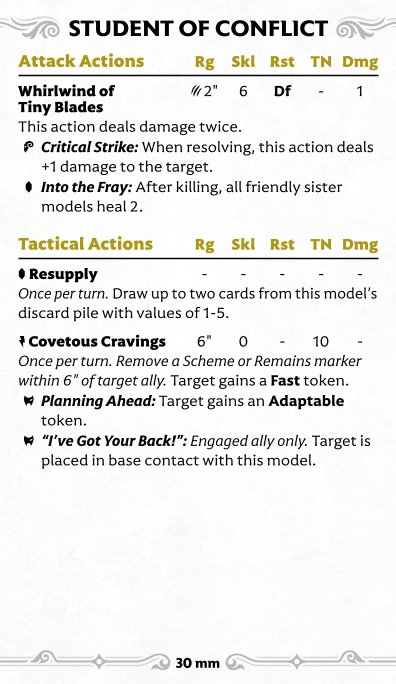 STUDENT OF CONFLICT
Attack Actions Rg Skl Rst TN Dmg
Whirlwind of 2" 6 Df - 1
Tiny Blades
This action deals damage twice.
Critical Strike: When resolving, this action deals
+1 damage to the target.
Into the Fray: After killing, all friendly sister
models heal 2.
Tactical Actions Rg Skl Rst TN Dmg
Resupply - - - - -
Once per turn. Draw up to two cards from this model's
discard pile with values of 1-5.
Covetous Cravings 6" 0 - 10 -
Once per turn. Remove a Scheme or Remains marker
within 6" of target ally. Target gains a Fast token.
Planning Ahead: Target gains an Adaptable
token.
"I've Got Your Back!": Engaged ally only. Target is
placed in base contact with this model.
30 mm